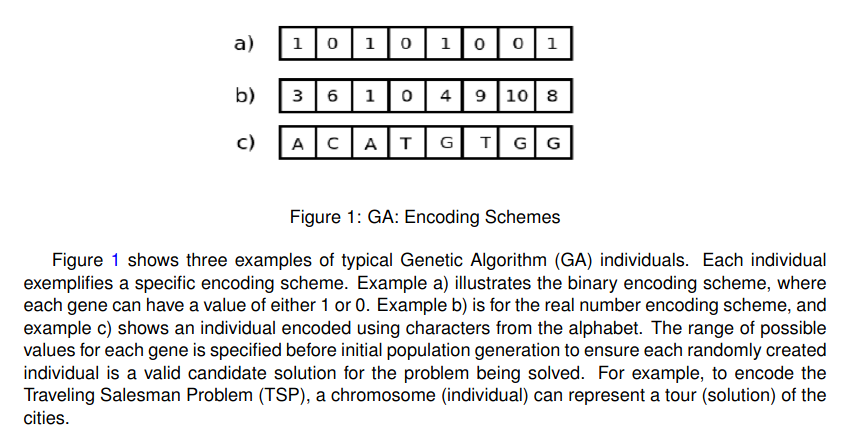 a) 1 0 1 0 1 0 0 1
b) 3 6 1 0 4 9 10 8
c) A C A T G T G G
Figure 1: GA: Encoding Schemes
Figure 1 shows three examples of typical Genetic Algorithm (GA) individuals. Each individual
exemplifies a specific encoding scheme. Example a) illustrates the binary encoding scheme, where
each gene can have a value of either 1 or 0. Example b) is for the real number encoding scheme, and
example c) shows an individual encoded using characters from the alphabet. The range of possible
values for each gene is specified before initial population generation to ensure each randomly created
individual is a valid candidate solution for the problem being solved. For example, to encode the
Traveling Salesman Problem (TSP), a chromosome (individual) can represent a tour (solution) of the
cities.